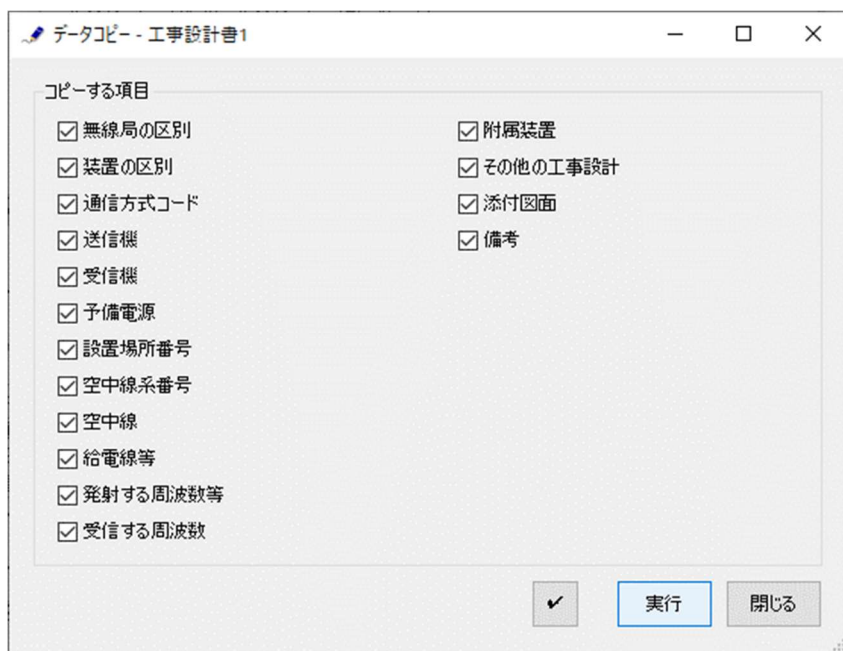 データコピー - 工事設計書1
コピーする項目
無線局の区別
装置の区別
通信方式コード
送信機
受信機
予備電源
設置場所番号
空中線系番号
空中線
給電線等
発射する周波数等
受信する周波数
附属装置
その他の工事設計
添付図面
備考
実行
閉じる